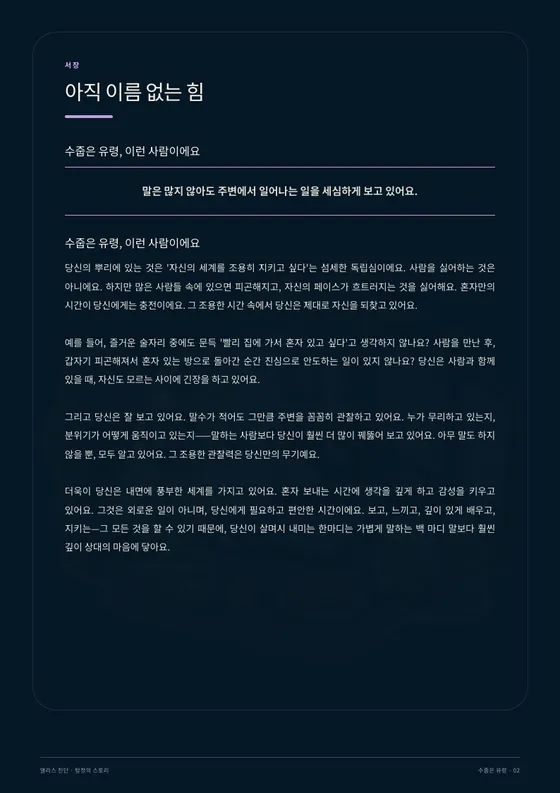 서장
아직 이름 없는 힘
수줍은 유령, 이런 사람이에요
말은 많지 않아도 주변에서 일어나는 일을 세심하게 보고 있어요.
수줍은 유령, 이런 사람이에요
당신의 뿌리에 있는 것은 '자신의 세계를 조용히 지키고 싶다'는 섬세한 독립심이에요. 사람을 싫어하는 것은
아니에요. 하지만 많은 사람들 속에 있으면 피곤해지고, 자신의 페이스가 흐트러지는 것을 싫어해요. 혼자만의
시간이 당신에게는 충전이에요. 그 조용한 시간 속에서 당신은 제대로 자신을 되찾고 있어요.
예를 들어, 즐거운 술자리 중에도 문득 '빨리 집에 가서 혼자 있고 싶다'고 생각하지 않나요? 사람을 만난 후,
갑자기 피곤해져서 혼자 있는 방으로 돌아간 순간 진심으로 안도하는 일이 있지 않나요? 당신은 사람과 함께
있을 때, 자신도 모르는 사이에 긴장을 하고 있어요.
그리고 당신은 잘 보고 있어요. 말수가 적어도 그만큼 주변을 꼼꼼히 관찰하고 있어요. 누가 무리하고 있는지,
분위기가 어떻게 움직이고 있는지——말하는 사람보다 당신이 훨씬 더 많이 꿰뚫어 보고 있어요. 아무 말도 하지
않을 뿐, 모두 알고 있어요. 그 조용한 관찰력은 당신만의 무기예요.
더욱이 당신은 내면에 풍부한 세계를 가지고 있어요. 혼자 보내는 시간에 생각을 깊게 하고 감성을 키우고
있어요. 그것은 외로운 일이 아니며, 당신에게 필요하고 편안한 시간이에요. 보고, 느끼고, 깊이 있게 배우고,
지키는—그 모든 것을 할 수 있기 때문에, 당신이 살며시 내미는 한마디는 가볍게 말하는 백 마디 말보다 훨씬
깊이 상대의 마음에 닿아요.
앨리스 진단 · 탐정의 스토리
수줍은 유령 · 02